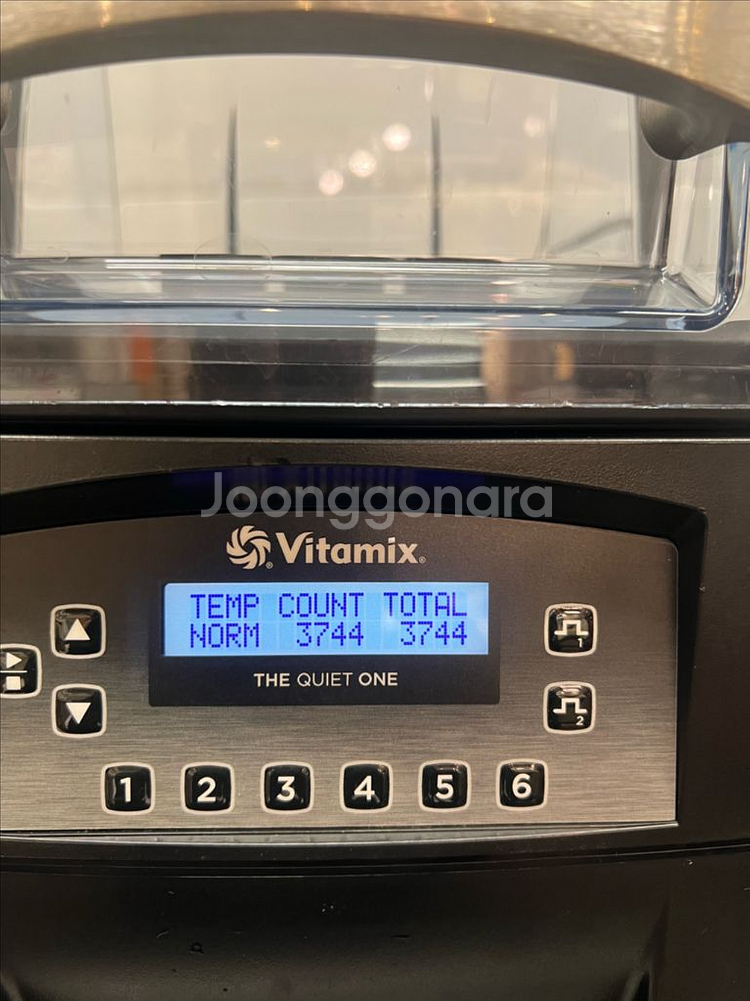 Joonggonara
Vitamix®
TEMP COUNT TOTAL
NORM 3744 3744
THE QUIET ONE
1
2
1 2 3 4 5 6